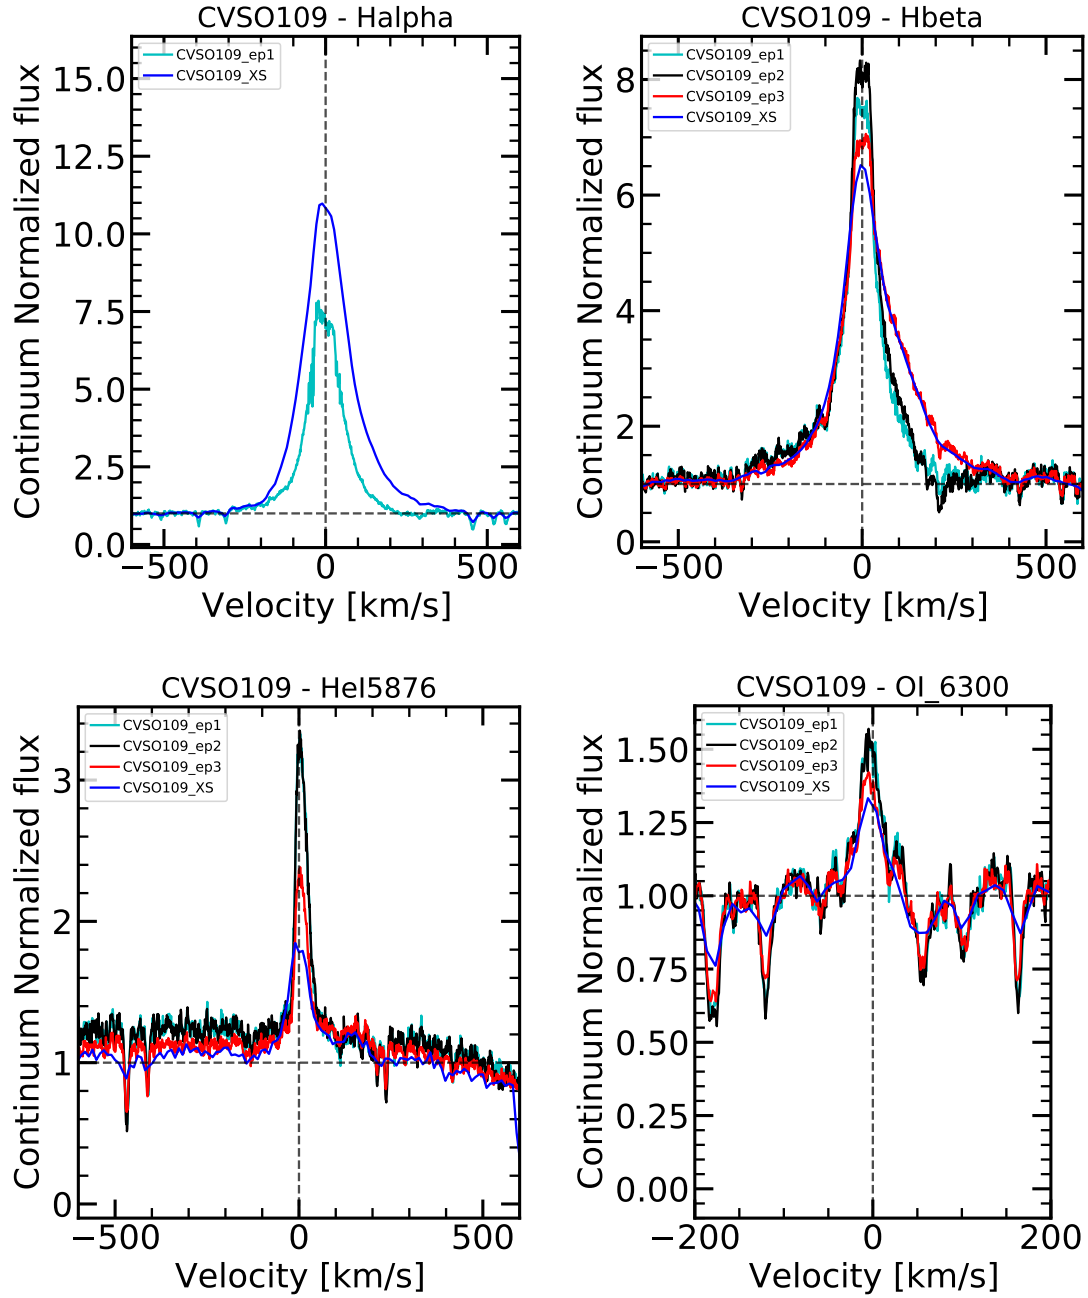 CVSO109 - Halpha
Continuum Normalized flux
15.0
12.5
10.0
7.5
5.0
2.5
0.0
CVSO109_ep1
CVSO109_XS
−500
0
500
Velocity [km/s]
CVSO109 - Hbeta
Continuum Normalized flux
8
6
4
2
0
CVSO109_ep1
CVSO109_ep2
CVSO109_ep3
CVSO109_XS
−500
0
500
Velocity [km/s]
CVSO109 - HeI5876
Continuum Normalized flux
3
2
1
0
CVSO109_ep1
CVSO109_ep2
CVSO109_ep3
CVSO109_XS
−500
0
500
Velocity [km/s]
CVSO109 - OI_6300
Continuum Normalized flux
1.50
1.25
1.00
0.75
0.50
0.25
0.00
CVSO109_ep1
CVSO109_ep2
CVSO109_ep3
CVSO109_XS
−200
0
200
Velocity [km/s]